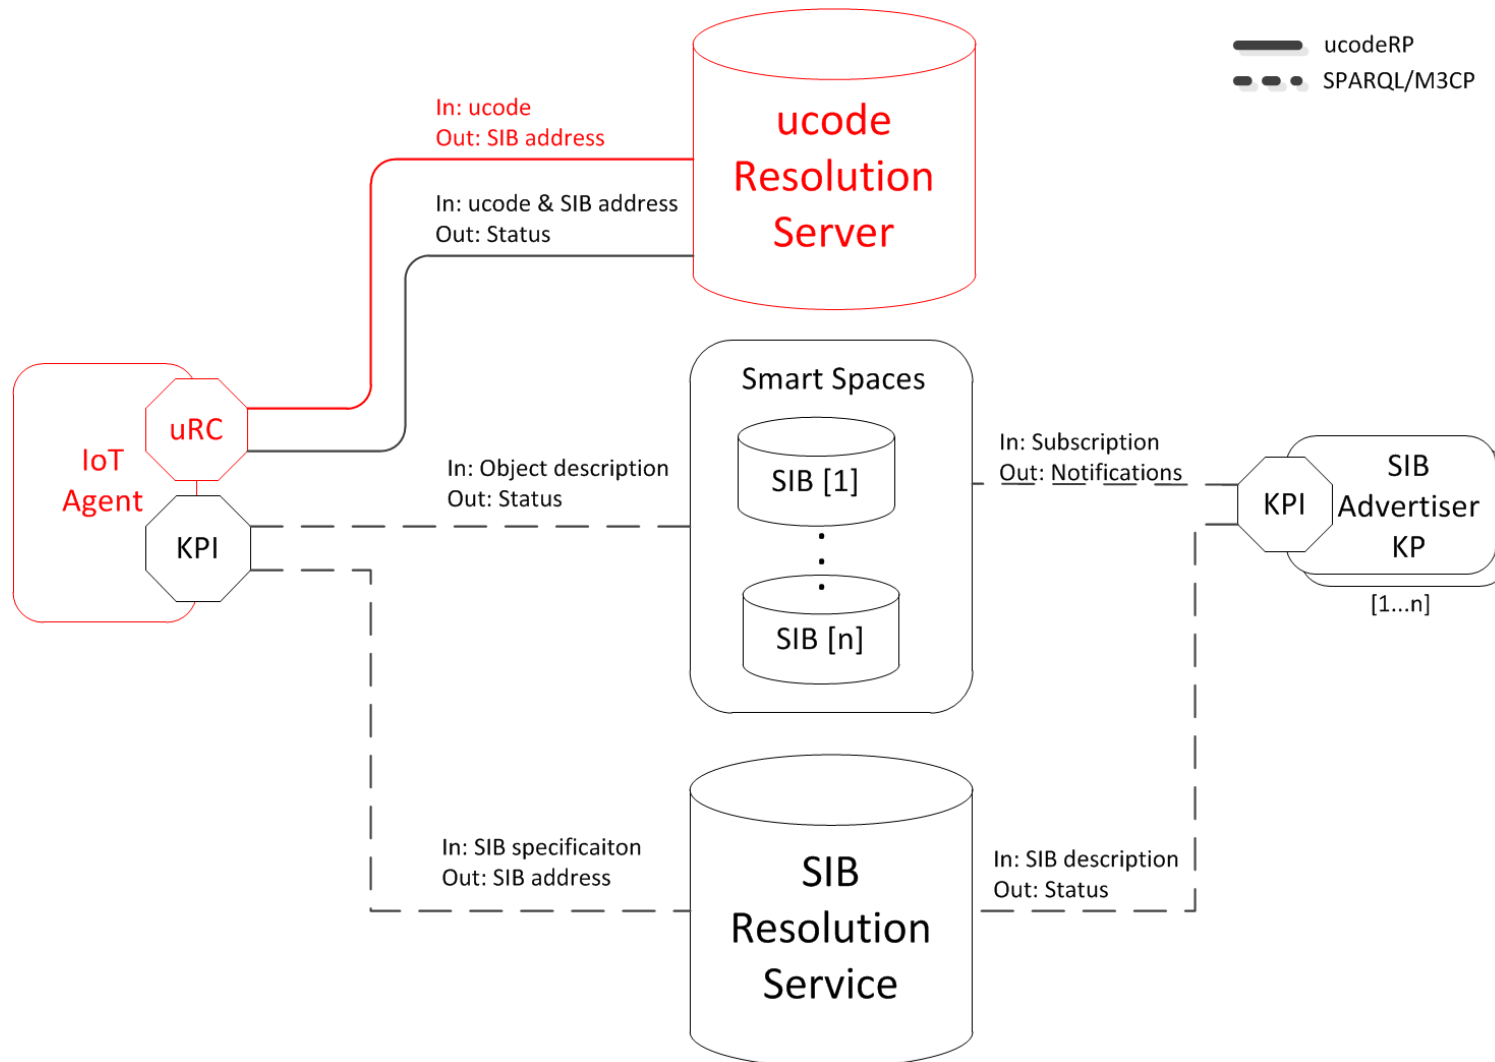 ucodeRP
SPARQL/M3CP
In: ucode
Out: SIB address
ucode
Resolution
Server
In: ucode & SIB address
Out: Status
Smart Spaces
uRC
IoT
Agent
KPI
In: Object description
Out: Status
SIB [1]
SIB [n]
In: Subscription
Out: Notifications
KPI
SIB
Advertiser
KP
[1...n]
In: SIB specificaiton
Out: SIB address
SIB
Resolution
Service
In: SIB description
Out: Status